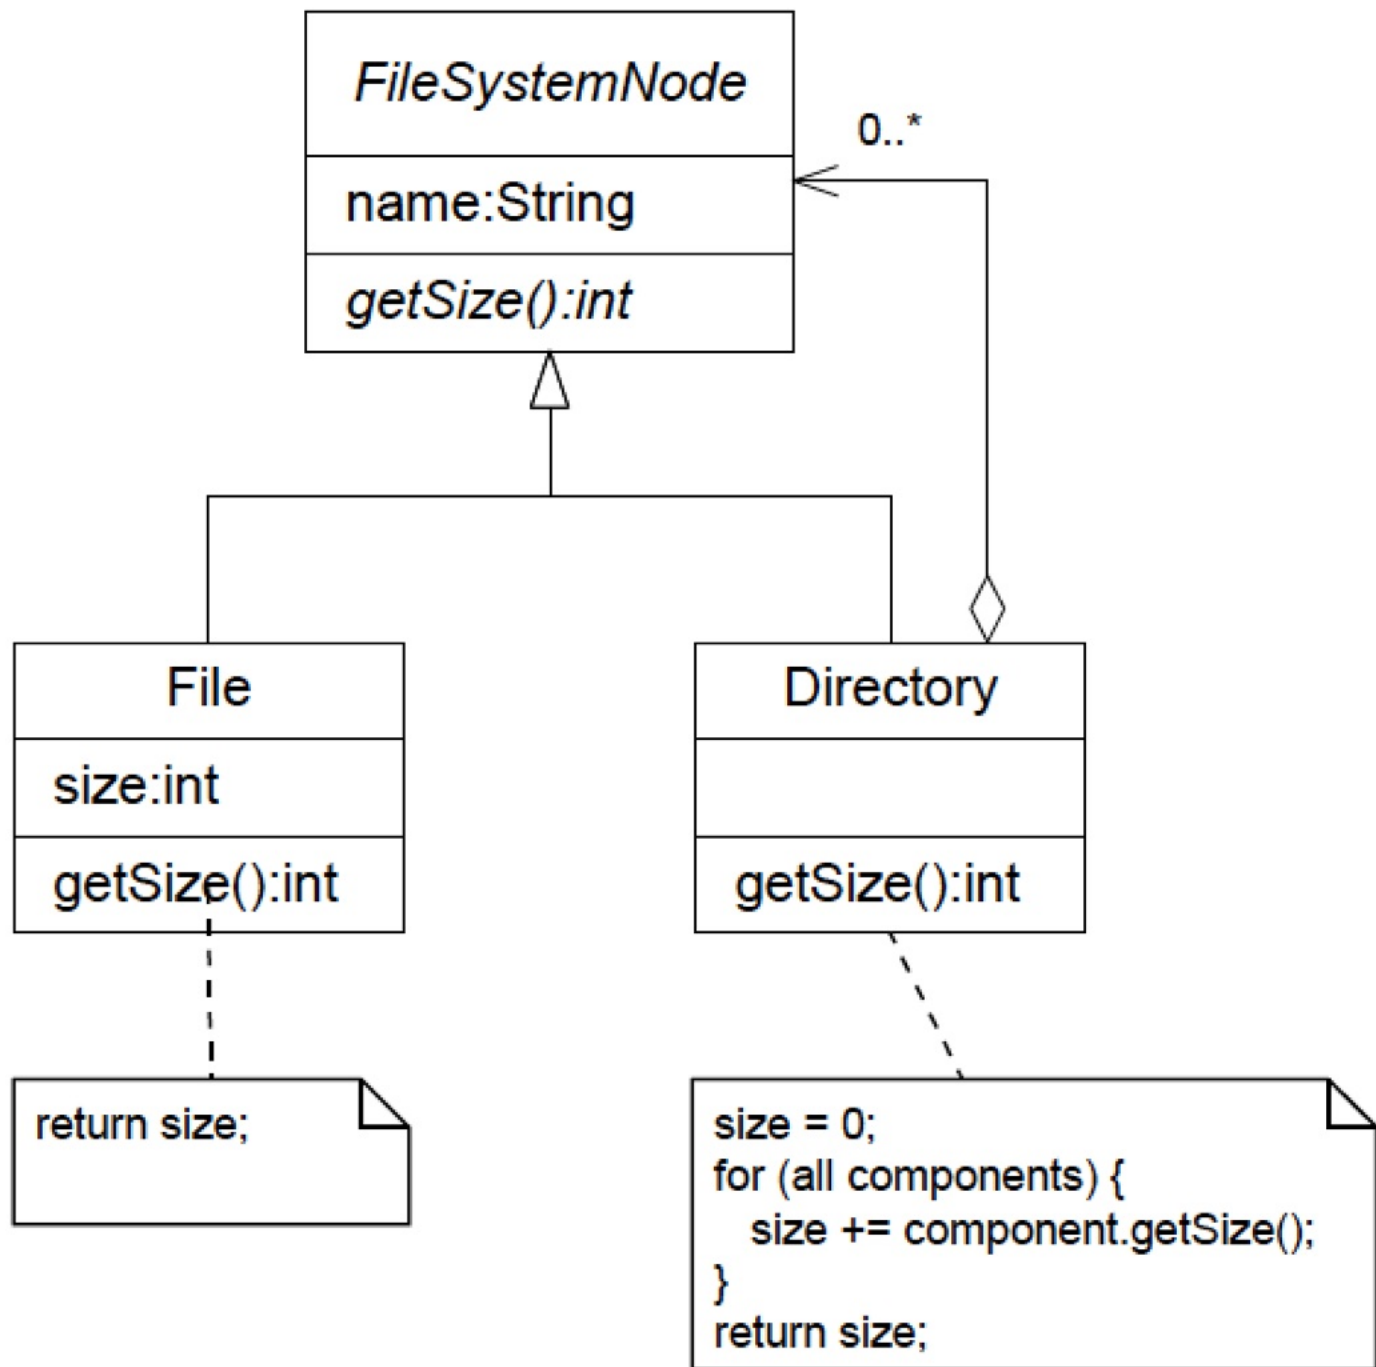 FileSystemNode
0..*
name:String
getSize():int
File
Directory
size:int
getSize():int
getSize():int
return size;
size = 0;
for (all components) {
size += component.getSize();
}
return size;